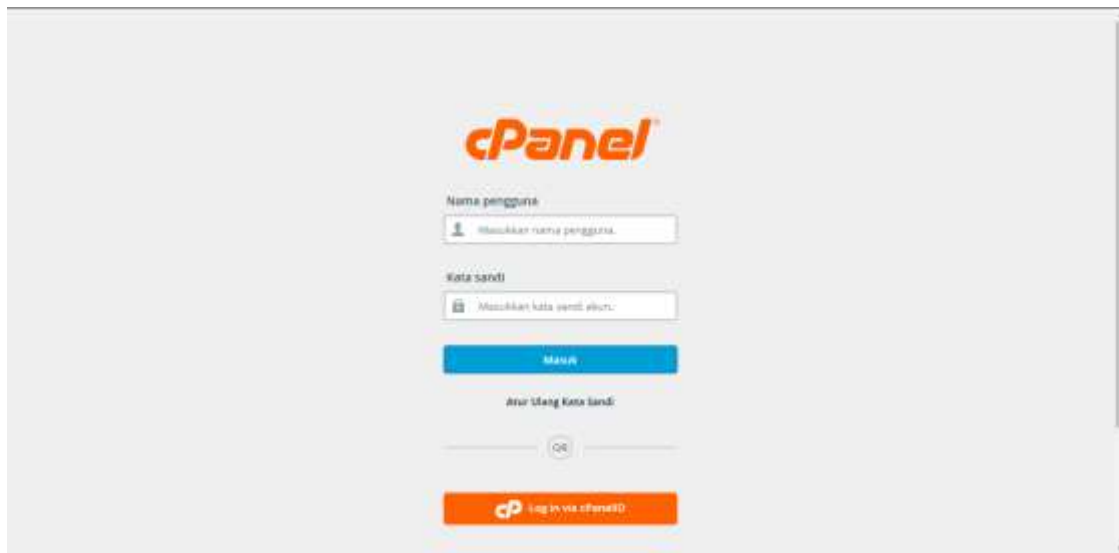 cPanel
Nama pengguna
Masukkan nama pengguna.
Kata sandi
Masukkan kata sandi akun.
Masuk
Atur Ulang Kata Sandi
OR
cP Log in via cPanelID